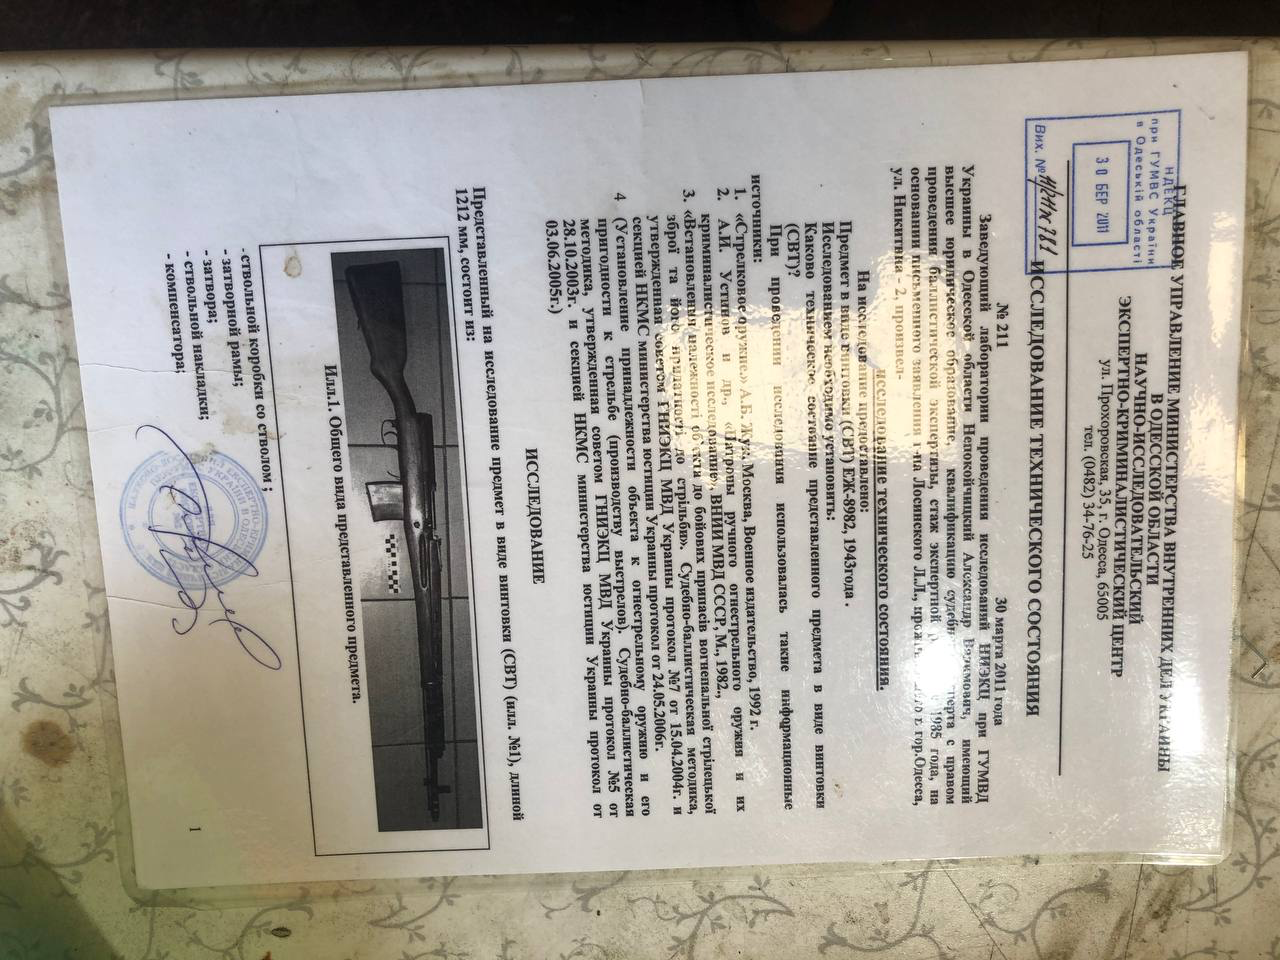 НДЕКЦ
при ГУМВС України
в Одеській області
30 БЕР 2011
Вих. №
ГЛАВНОЕ УПРАВЛЕНИЕ МИНИСТЕРСТВА ВНУТРЕННИХ ДЕЛ УКРАИНЫ
В ОДЕССКОЙ ОБЛАСТИ
НАУЧНО-ИССЛЕДОВАТЕЛЬСКИЙ
ЭКСПЕРТНО-КРИМИНАЛИСТИЧЕСКИЙ ЦЕНТР
ул. Прохоровская, 35, г. Одесса, 65005
тел. (0482) 34-76-25
ИССЛЕДОВАНИЕ ТЕХНИЧЕСКОГО СОСТОЯНИЯ
№ 211 30 марта 2011 года
Заведующий лаборатории проведения исследований НИЭКЦ при ГУМВД
Украины в Одесской области Непокойчицкий Александр Вадимович, имеющий
высшее юридическое образование, квалификацию с правом
проведения баллистической экспертизы, стаж экспертной 1985 года, на
основании письменного заявления г-на Лосинского Л.Л., гор.Одесса,
ул. Никитина - 2, произвел-
исследование технического состояния.
На исследование предоставлено:
Предмет в виде винтовки (СВТ) ЕЖ-8982, 1943года .
Исследованием необходимо установить:
Каково техническое состояние представленного предмета в виде винтовки
(СВТ)?
При проведении исследования использовалась такие информационные
источники:
1. «Стрелковое оружие.» А.Б. Жук, Москва, Военное издательство, 1992 г.
2. А.И. Устинов и др., «Патроны ручного огнестрельного оружия и их
криминалистическое исследование», ВНИИ МВД СССР, М., 1982.,
3. «Встановлення належності об'єкта до бойових припасів вогнепальної стрілецької
зброї та його придатність до стрільби». Судебно-баллистическая методика,
утвержденная советом ГНИЭКЦ МВД Украины протокол №7 от 15.04.2004г. и
секцией НКМС министерства юстиции Украины протокол от 24.05.2006г.
4 (Установление принадлежности объекта к огнестрельному оружию и его
пригодности к стрельбе (производству выстрелов). Судебно-баллистическая
методика, утвержденная советом ГНИЭКЦ МВД Украины протокол №5 от
28.10.2003г. и секцией НКМС министерства юстиции Украины протокол от
03.06.2005г.)
ИССЛЕДОВАНИЕ
Представленный на исследование предмет в виде винтовки (СВТ) (илл. №1), длиной
1212 мм, состоит из:
Илл.1. Общего вида представленного предмета.
-ствольной коробки со стволом ;
- затворной рамы;
- затвора;
- ствольной накладки;
- компенсатора;
1